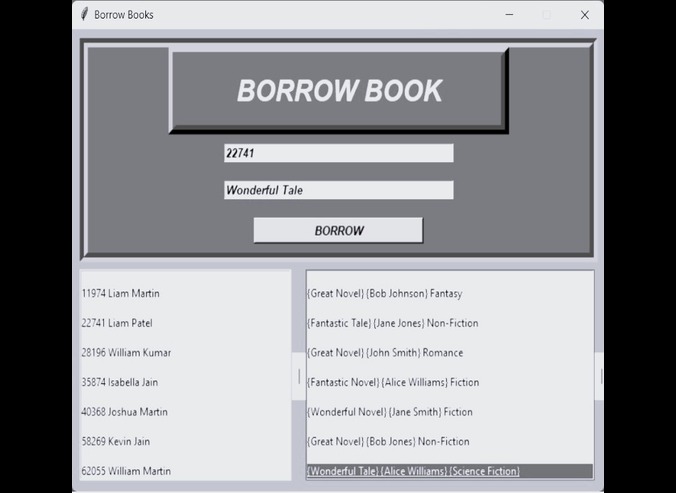 Borrow Books
BORROW BOOK
22741
Wonderful Tale
BORROW
11974 Liam Martin
22741 Liam Patel
28196 William Kumar
35874 Isabella Jain
40368 Joshua Martin
58269 Kevin Jain
62055 William Martin
{Great Novel} {Bob Johnson} Fantasy
{Fantastic Tale} {Jane Jones} Non-Fiction
{Great Novel} {John Smith} Romance
{Fantastic Novel} {Alice Williams} Fiction
{Wonderful Novel} {Jane Smith} Fiction
{Great Novel} {Bob Jones} Non-Fiction
{Wonderful Tale} {Alice Williams} {Science Fiction}